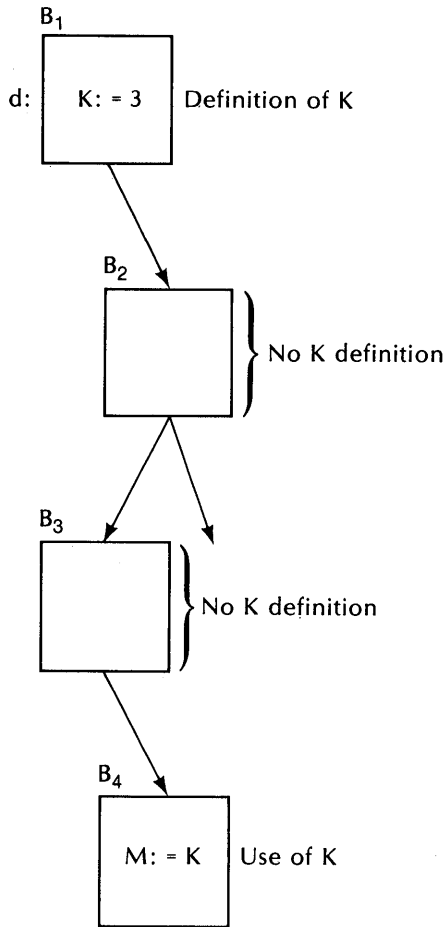 B₁
d: K: = 3 Definition of K
B₂
No K definition
B₃
No K definition
B₄
M: = K Use of K